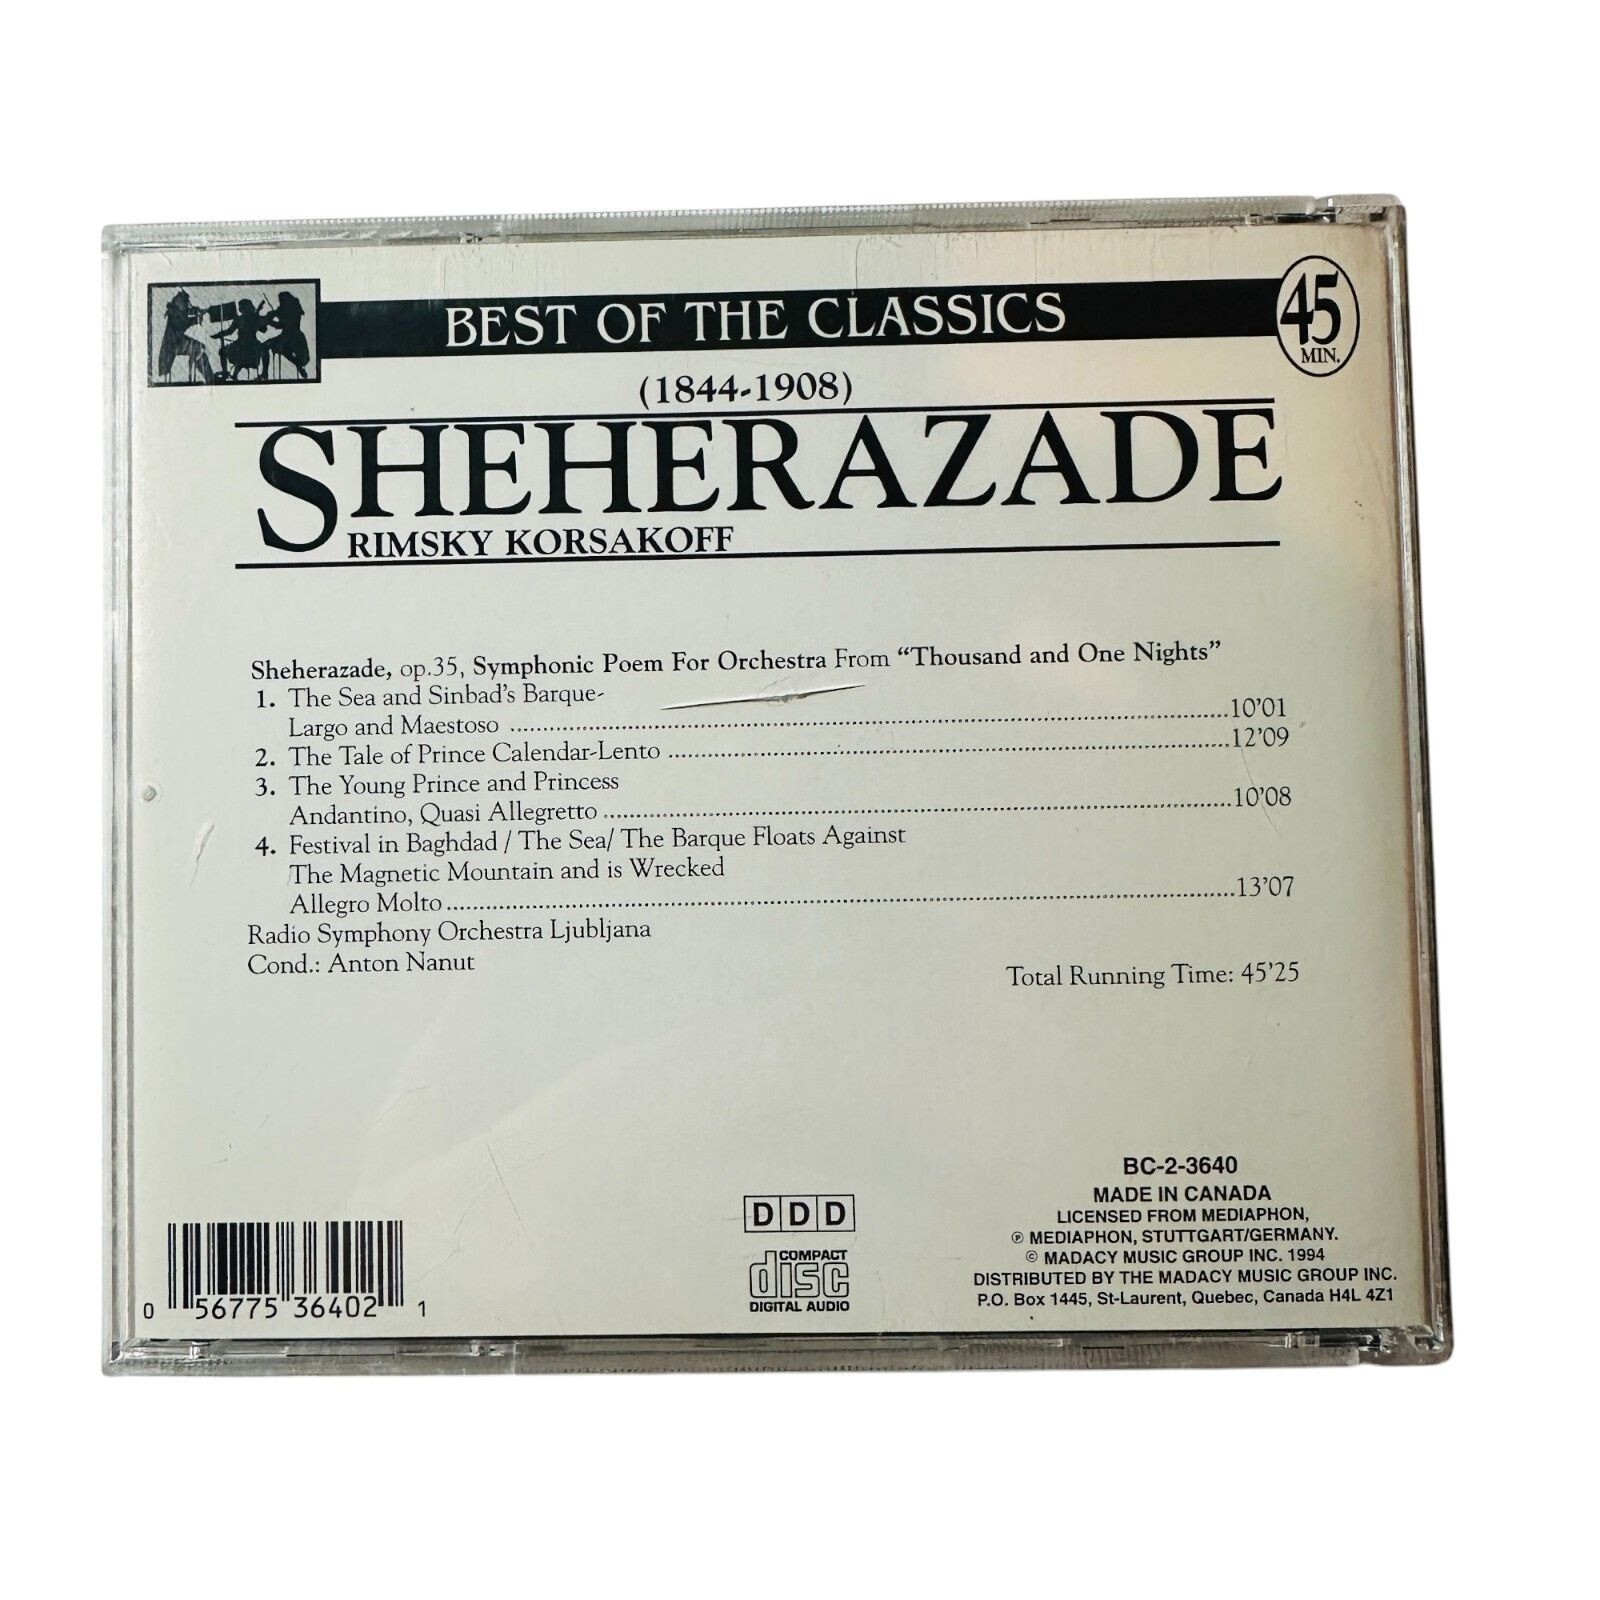 BEST OF THE CLASSICS
45
MIN.
(1844-1908)
SHEHERAZADE
RIMSKY KORSAKOFF
Sheherazade, op.35, Symphonic Poem For Orchestra From “Thousand and One Nights”
1. The Sea and Sinbad's Barque-
Largo and Maestoso ........ 10'01
2. The Tale of Prince Calendar-Lento ........ 12'09
3. The Young Prince and Princess
Andantino, Quasi Allegretto ........ 10'08
4. Festival in Baghdad / The Sea/ The Barque Floats Against
The Magnetic Mountain and is Wrecked
Allegro Molto ........ 13'07
Radio Symphony Orchestra Ljubljana
Cond.: Anton Nanut
Total Running Time: 45'25
BC-2-3640
MADE IN CANADA
LICENSED FROM MEDIAPHON,
℗ MEDIAPHON, STUTTGART/GERMANY.
© MADACY MUSIC GROUP INC. 1994
DISTRIBUTED BY THE MADACY MUSIC GROUP INC.
P.O. Box 1445, St-Laurent, Quebec, Canada H4L 4Z1
D D D
COMPACT
disc
DIGITAL AUDIO
0 56775 36402 1